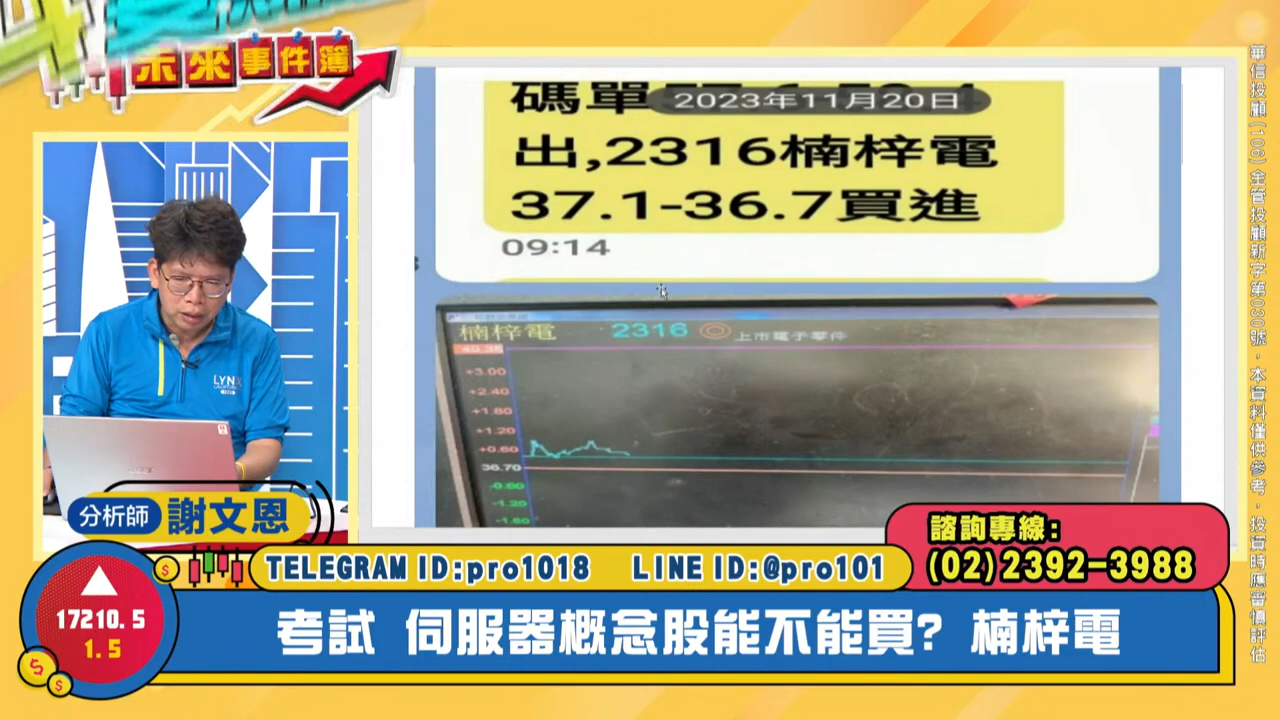 未來事件簿
碼單
2023年11月20日
出,2316楠梓電
37.1-36.7買進
09:14
楠梓電 2316 上市電子零件
40.35
+3.00
+2.40
+1.80
+1.20
+0.60
36.70
-0.60
-1.20
-1.80
LYNX
分析師 謝文恩
諮詢專線:
(02)2392-3988
TELEGRAM ID:pro1018 LINE ID:@pro101
17210.5
1.5
考試 伺服器概念股能不能買? 楠梓電
華信投顧(106)金管投顧新字第030號,本資料僅供參考,投資時應審慎評估